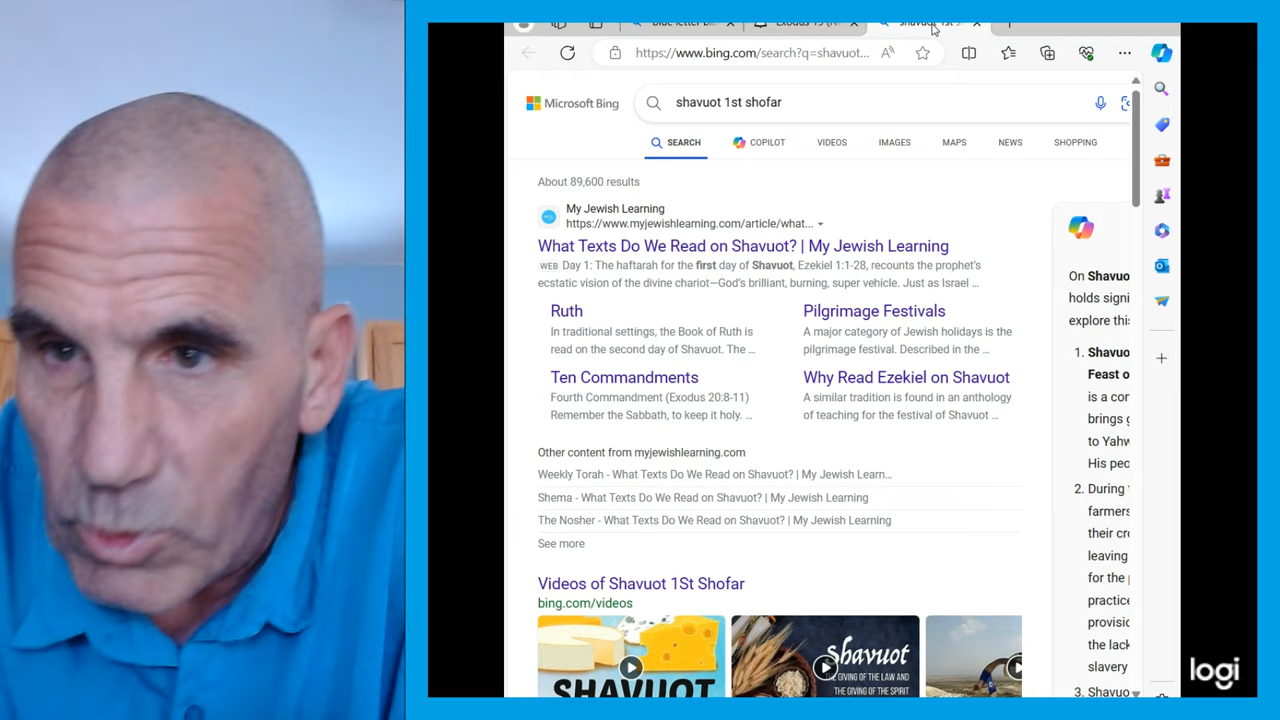 blue letter
Exodus 19 (N
shavuot 1st s
https://www.bing.com/search?q=shavuot...
Microsoft Bing
shavuot 1st shofar
SEARCH
COPILOT
VIDEOS
IMAGES
MAPS
NEWS
SHOPPING
About 89,600 results
My Jewish Learning
https://www.myjewishlearning.com/article/what...
What Texts Do We Read on Shavuot? | My Jewish Learning
WEB Day 1: The haftarah for the first day of Shavuot, Ezekiel 1:1-28, recounts the prophet's
ecstatic vision of the divine chariot—God's brilliant, burning, super vehicle. Just as Israel ...
Ruth
In traditional settings, the Book of Ruth is
read on the second day of Shavuot. The ...
Pilgrimage Festivals
A major category of Jewish holidays is the
pilgrimage festival. Described in the ...
Ten Commandments
Fourth Commandment (Exodus 20:8-11)
Remember the Sabbath, to keep it holy. ...
Why Read Ezekiel on Shavuot
A similar tradition is found in an anthology
of teaching for the festival of Shavuot ...
Other content from myjewishlearning.com
Weekly Torah - What Texts Do We Read on Shavuot? | My Jewish Learn...
Shema - What Texts Do We Read on Shavuot? | My Jewish Learning
The Nosher - What Texts Do We Read on Shavuot? | My Jewish Learning
See more
Videos of Shavuot 1St Shofar
bing.com/videos
SHAVUOT
Shavuot
THE GIVING OF THE LAW AND
THE GIVING OF THE SPIRIT
On Shavuo
holds signi
explore this
1. Shavuo
Feast o
is a cor
brings g
to Yahw
His peo
2. During
farmers
their cro
leaving
for the p
practice
provisio
the lack
slavery
3. Shavuo
logi